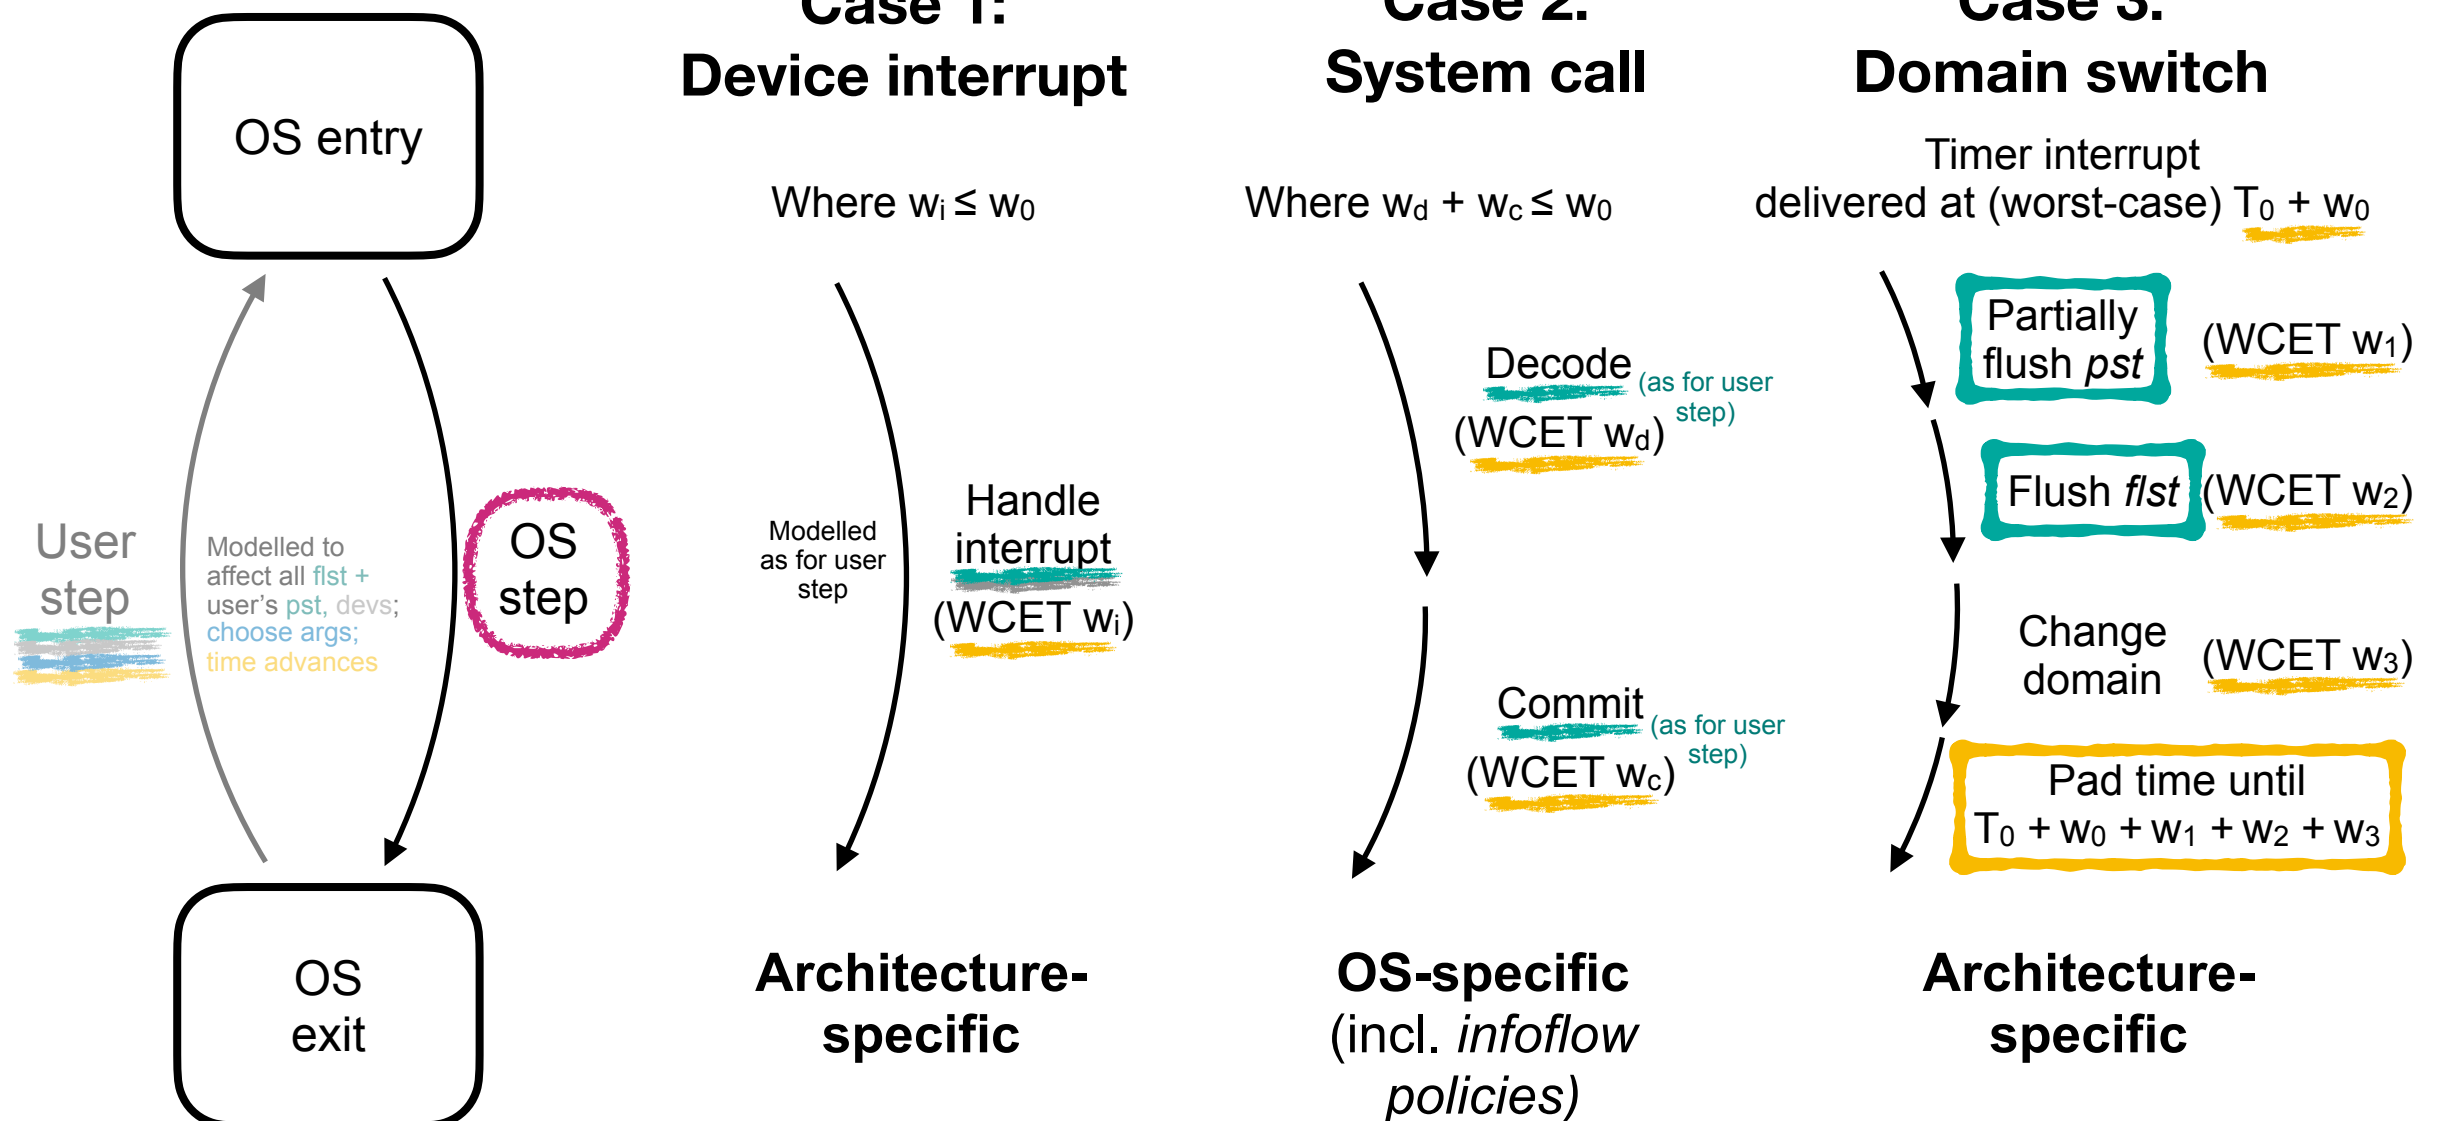 OS entry
User
step
Modelled to
affect all flst +
user's pst, devs;
choose args;
time advances
OS
step
OS
exit
Case 1:
Device interrupt
Where wi ≤ w0
Modelled
as for user
step
Handle
interrupt
(WCET wi)
Architecture-
specific
Case 2.
System call
Where wd + wc ≤ w0
Decode (as for user
step)
(WCET wd)
Commit (as for user
step)
(WCET wc)
OS-specific
(incl. infoflow
policies)
Case 3.
Domain switch
Timer interrupt
delivered at (worst-case) T0 + w0
Partially
flush pst
(WCET w1)
Flush flst (WCET w2)
Change
domain
(WCET w3)
Pad time until
T0 + w0 + w1 + w2 + w3
Architecture-
specific